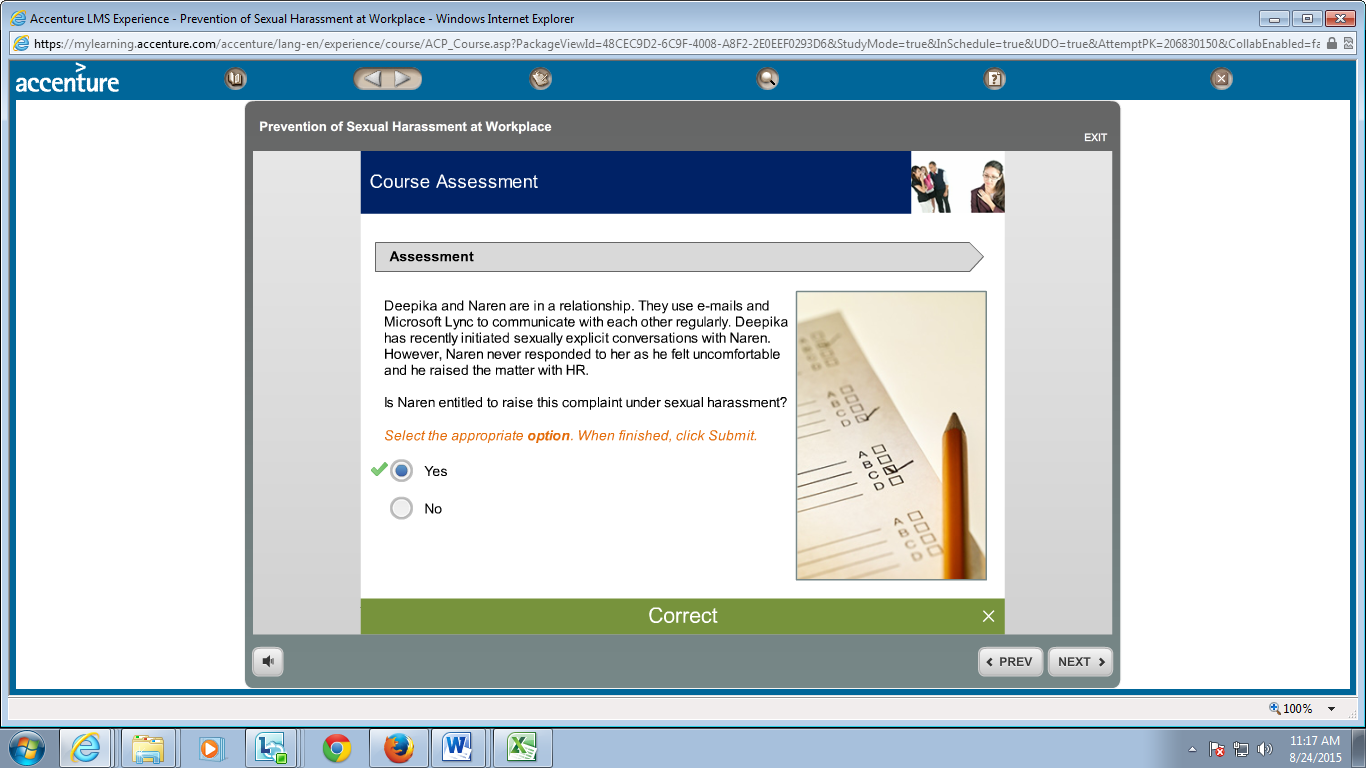 Accenture LMS Experience - Prevention of Sexual Harassment at Workplace - Windows Internet Explorer
https://mylearning.accenture.com/accenture/lang-en/experience/course/ACP_Course.asp?PackageViewId=48CEC9D2-6C9F-4008-A8F2-2E0EEF0293D6&StudyMode=true&InSchedule=true&UDO=true&AttemptPK=206830150&CollabEnabled=fa
accenture
Prevention of Sexual Harassment at Workplace
EXIT
Course Assessment
Assessment
Deepika and Naren are in a relationship. They use e-mails and
Microsoft Lync to communicate with each other regularly. Deepika
has recently initiated sexually explicit conversations with Naren.
However, Naren never responded to her as he felt uncomfortable
and he raised the matter with HR.
Is Naren entitled to raise this complaint under sexual harassment?
Select the appropriate option. When finished, click Submit.
Yes
No
A B C D
A B C D
A B C D
Correct
PREV
NEXT
100%
11:17 AM
8/24/2015